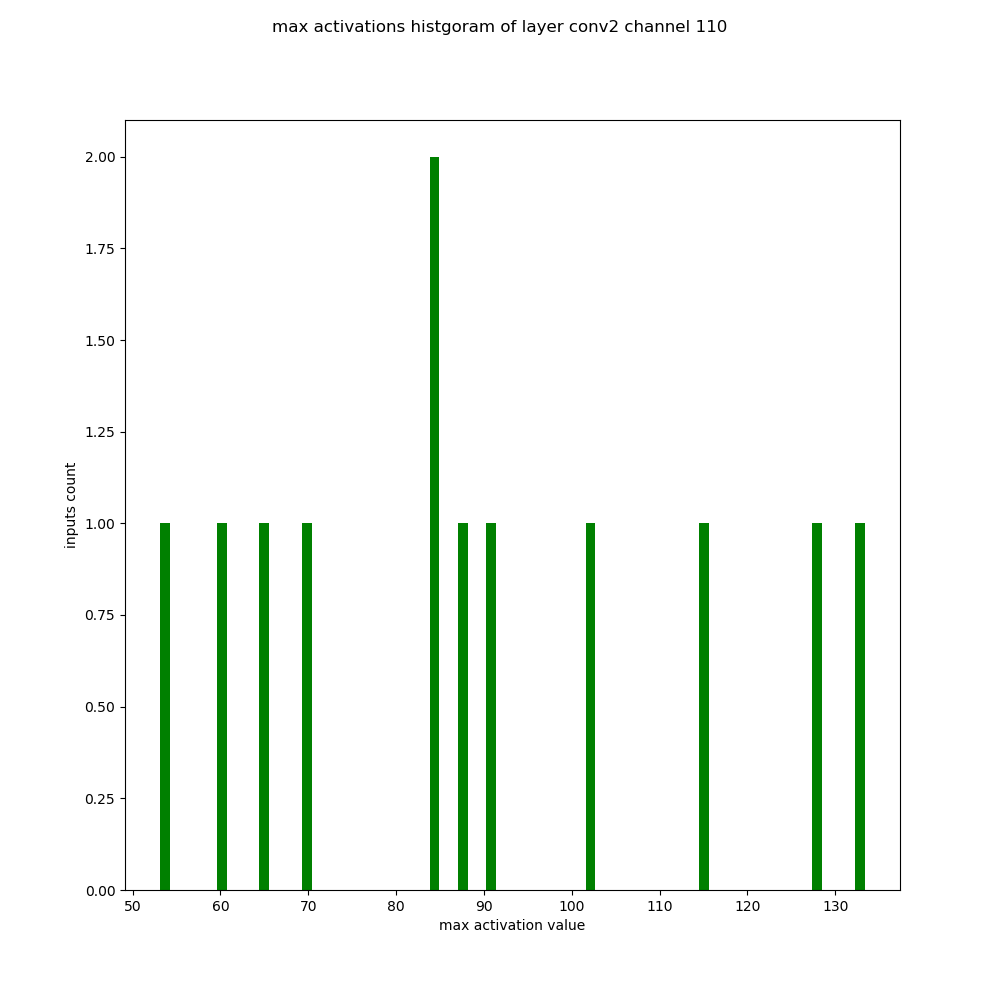 max activations histgoram of layer conv2 channel 110
2.00
1.75
1.50
1.25
1.00
0.75
0.50
0.25
0.00
inputs count
50 60 70 80 90 100 110 120 130
max activation value